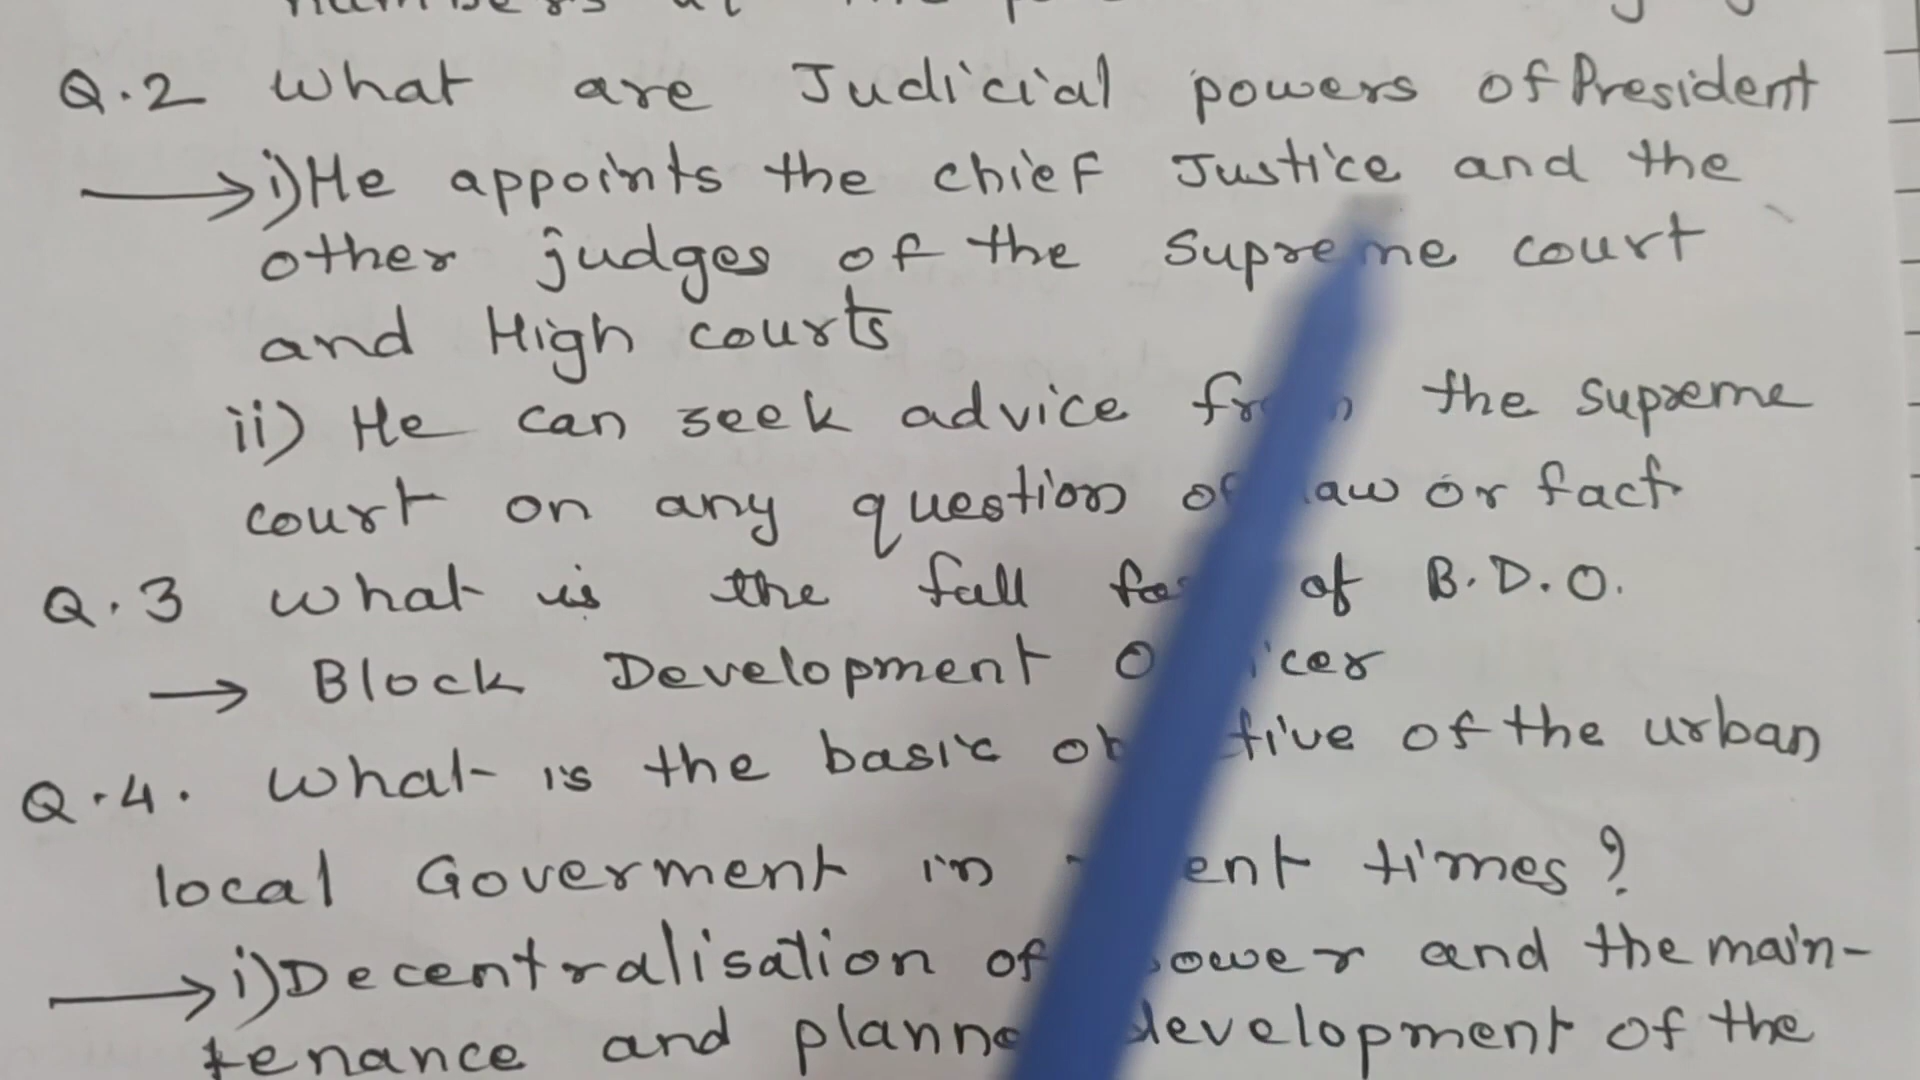 Q.2 What are Judicial powers of President
→ i) He appoints the chief Justice and the
other judges of the Supreme court
and High courts
ii) He can seek advice the supreme
court on any question of law or fact
Q.3 what is the full of B.D.O.
→ Block Development
Q.4. What is the basic of the urban
local Goverment in times?
→ i) Decentralisation of power and the main-
tenance and development of the